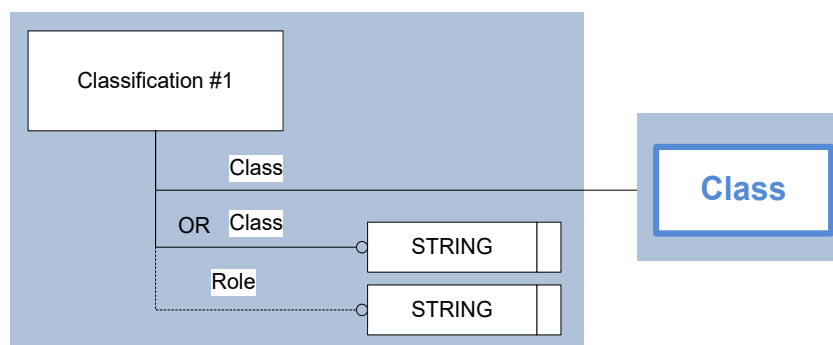 Classification #1
Class
Class
OR Class
STRING
Role
STRING